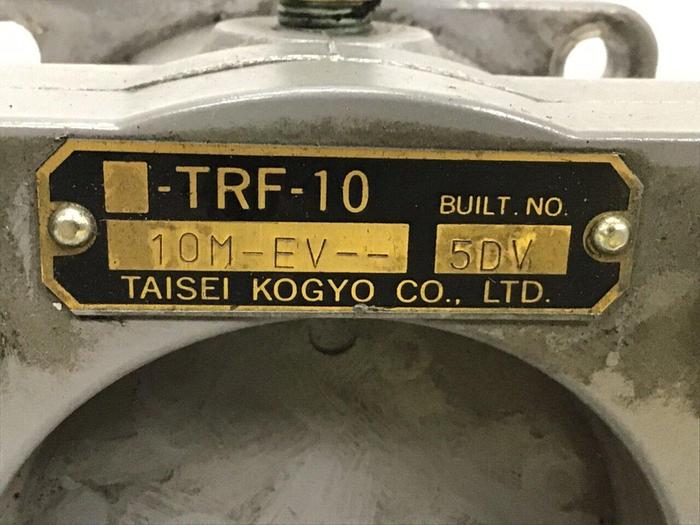 -TRF-10
BUILT. NO.
10M-EV--
5DV
TAISEI KOGYO CO., LTD.